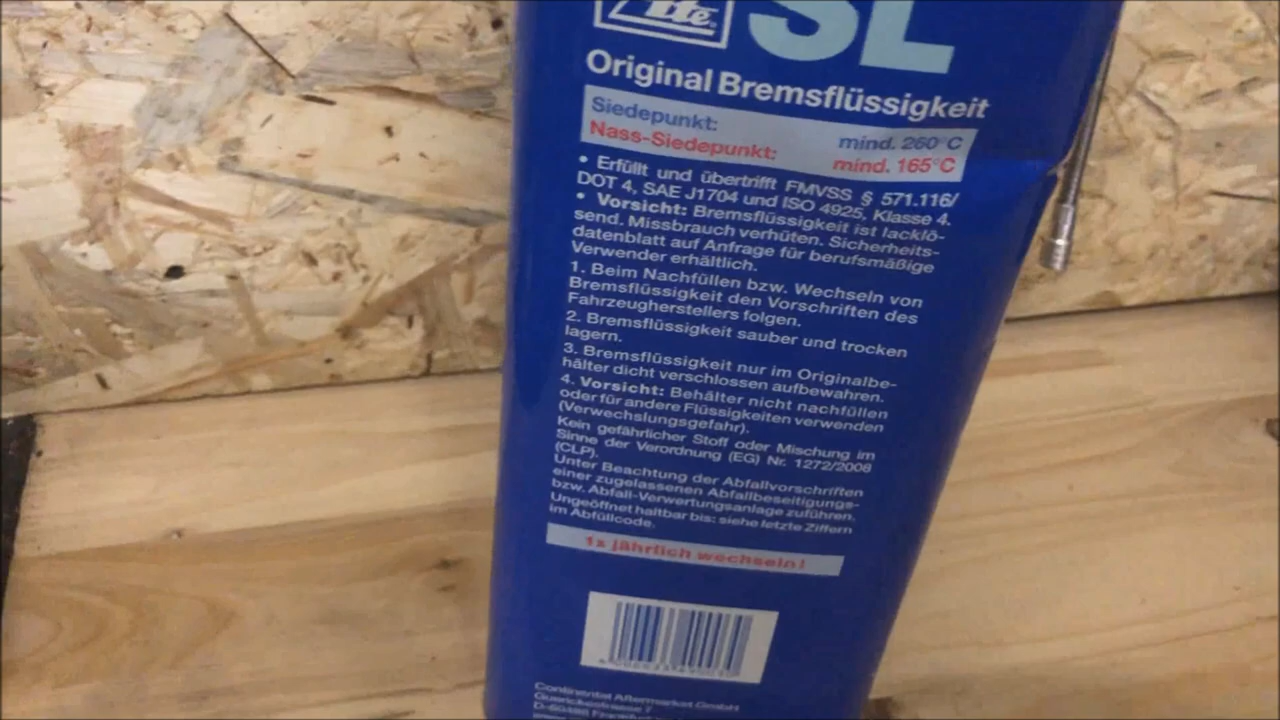 Ate
SL
Original Bremsflüssigkeit
Siedepunkt: mind. 260°C
Nass-Siedepunkt: mind. 165°C
• Erfüllt und übertrifft FMVSS § 571.116/
DOT 4, SAE J1704 und ISO 4925, Klasse 4.
• Vorsicht: Bremsflüssigkeit ist lacklö-
send. Missbrauch verhüten. Sicherheits-
datenblatt auf Anfrage für berufsmäßige
Verwender erhältlich.
1. Beim Nachfüllen bzw. Wechseln von
Bremsflüssigkeit den Vorschriften des
Fahrzeugherstellers folgen.
2. Bremsflüssigkeit sauber und trocken
lagern.
3. Bremsflüssigkeit nur im Originalbe-
hälter dicht verschlossen aufbewahren.
4. Vorsicht: Behälter nicht nachfüllen
oder für andere Flüssigkeiten verwenden
(Verwechslungsgefahr).
Kein gefährlicher Stoff oder Mischung im
Sinne der Verordnung (EG) Nr. 1272/2008
(CLP).
Unter Beachtung der Abfallvorschriften
einer zugelassenen Abfallbeseitigungs-
bzw. Abfall-Verwertungsanlage zuführen.
Ungeöffnet haltbar bis: siehe letzte Ziffern
im Abfüllcode.
1x jährlich wechseln!
Continental Aftermarket GmbH
Guerickestrasse 7